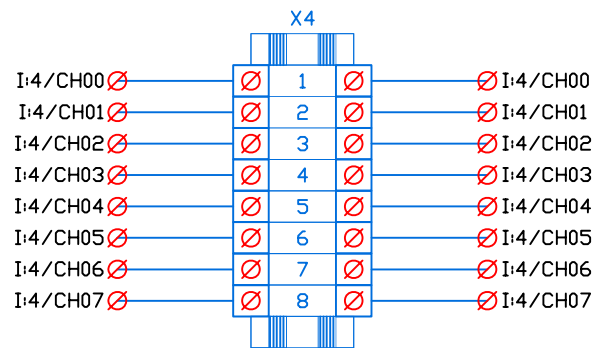 X4
I:4/CH00 1 I:4/CH00
I:4/CH01 2 I:4/CH01
I:4/CH02 3 I:4/CH02
I:4/CH03 4 I:4/CH03
I:4/CH04 5 I:4/CH04
I:4/CH05 6 I:4/CH05
I:4/CH06 7 I:4/CH06
I:4/CH07 8 I:4/CH07